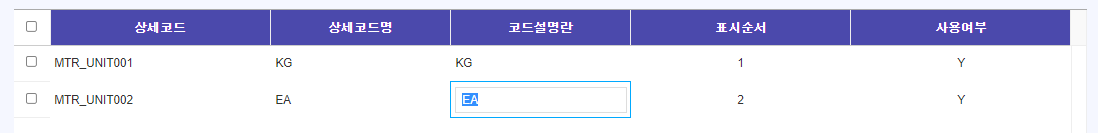 상세코드 상세코드명 코드설명란 표시순서 사용여부
MTR_UNIT001 KG KG 1 Y
MTR_UNIT002 EA EA 2 Y